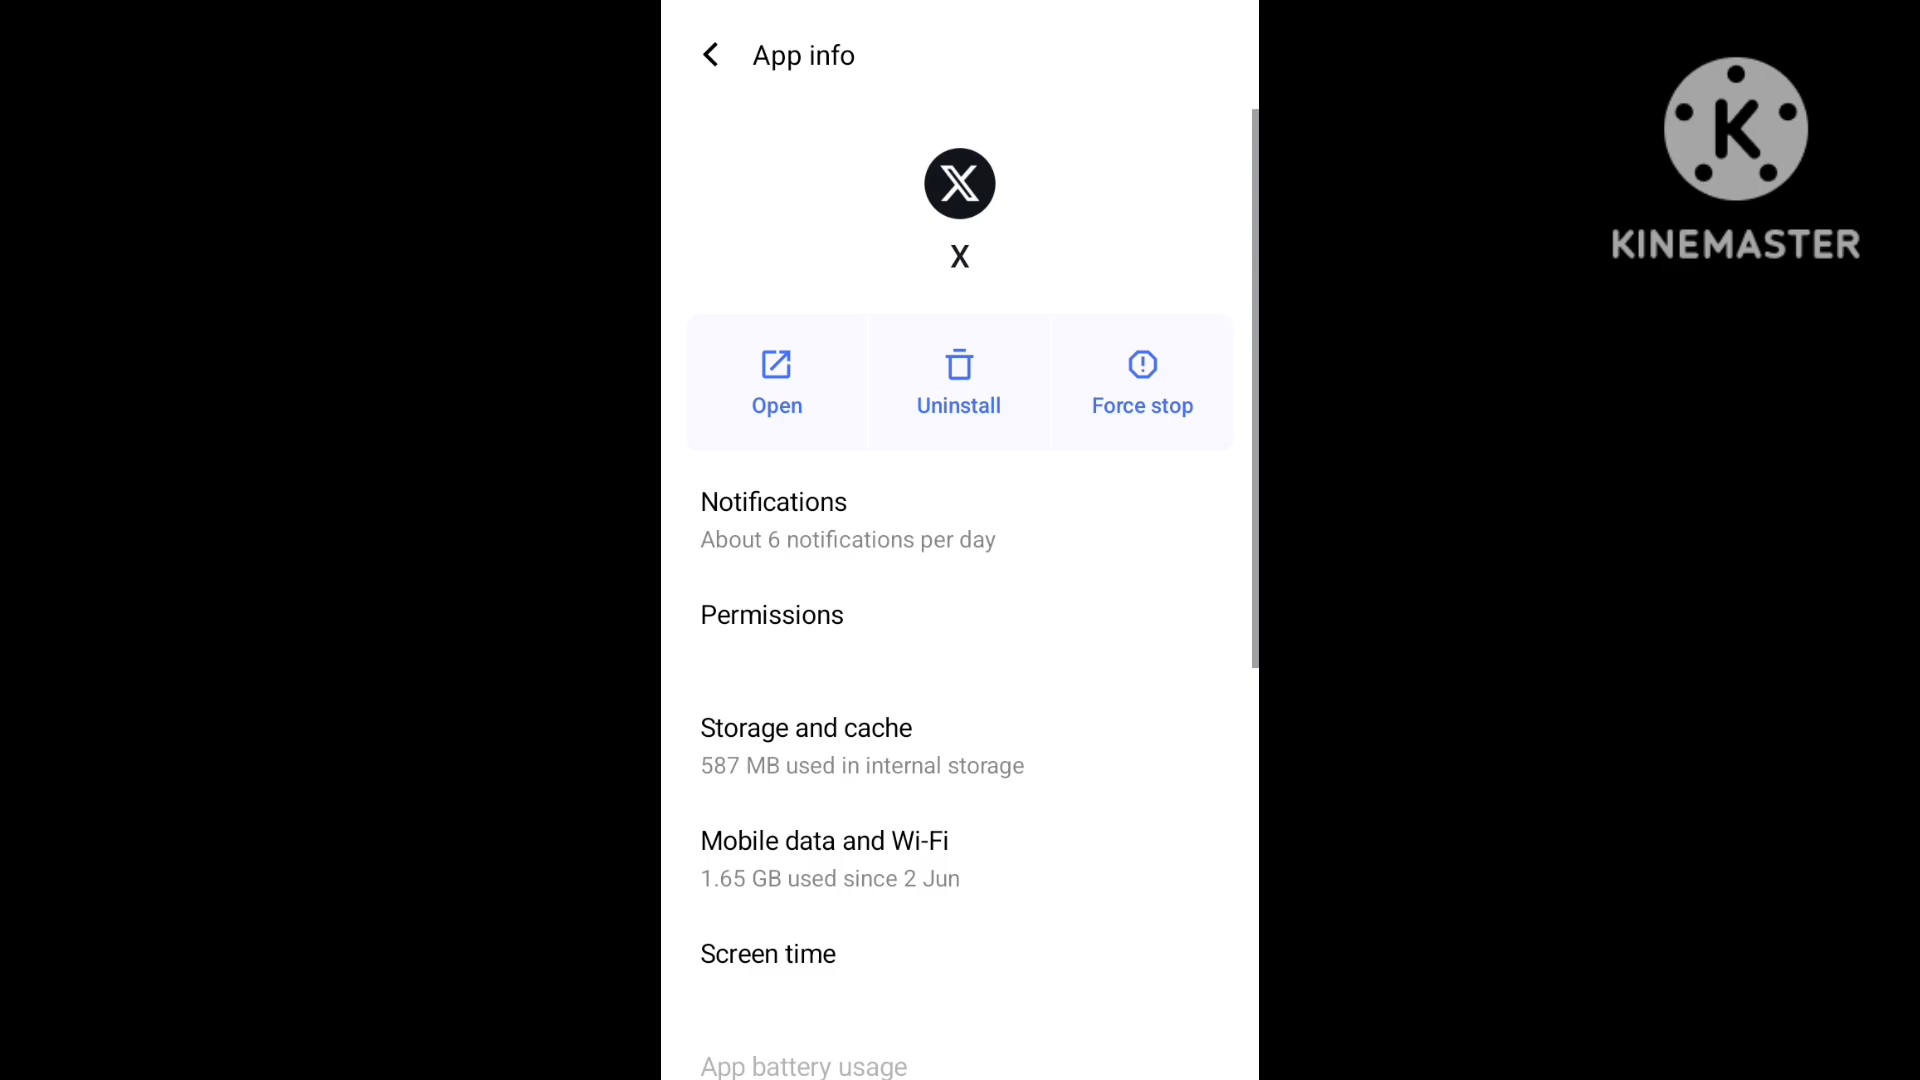 App info
X
Open
Uninstall
Force stop
Notifications
About 6 notifications per day
Permissions
Storage and cache
587 MB used in internal storage
Mobile data and Wi-Fi
1.65 GB used since 2 Jun
Screen time
App battery usage
K
KINEMASTER